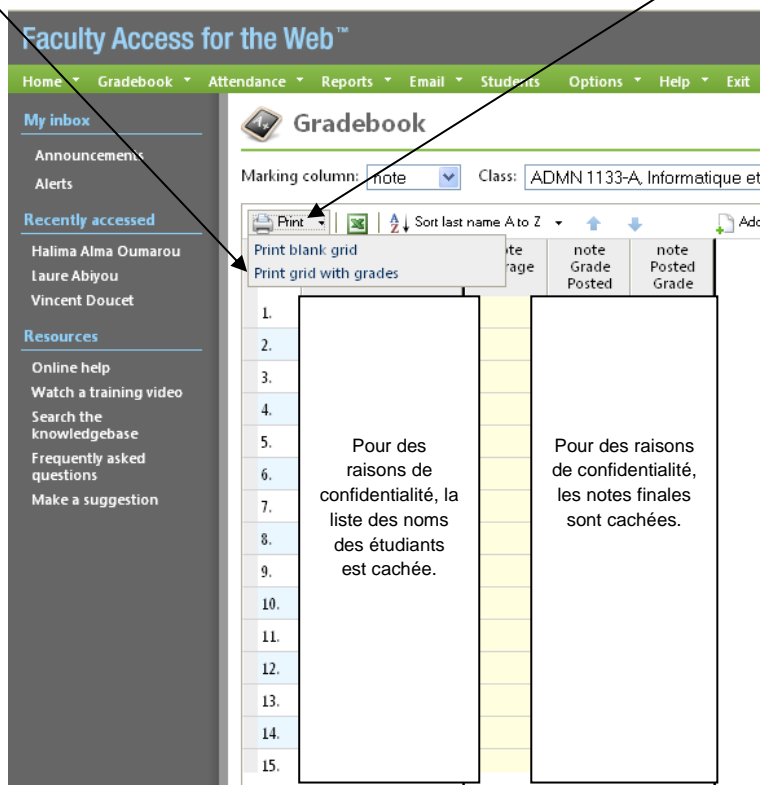 Faculty Access for the Web™
Home Gradebook Attendance Reports Email Students Options Help Exit
My inbox
Announcements
Alerts
Recently accessed
Halima Alma Oumarou
Laure Abiyou
Vincent Doucet
Resources
Online help
Watch a training video
Search the
knowledgebase
Frequently asked
questions
Make a suggestion
A+ Gradebook
Marking column: note Class: ADMN 1133-A, Informatique et
Print Sort last name A to Z
Print blank grid
Print grid with grades
note note
Grade Posted
Posted Grade
1.
2.
3.
4.
5.
6.
7.
8.
9.
10.
11.
12.
13.
14.
15.
Pour des
raisons de
confidentialité, la
liste des noms
des étudiants
est cachée.
Pour des raisons
de confidentialité,
les notes finales
sont cachées.